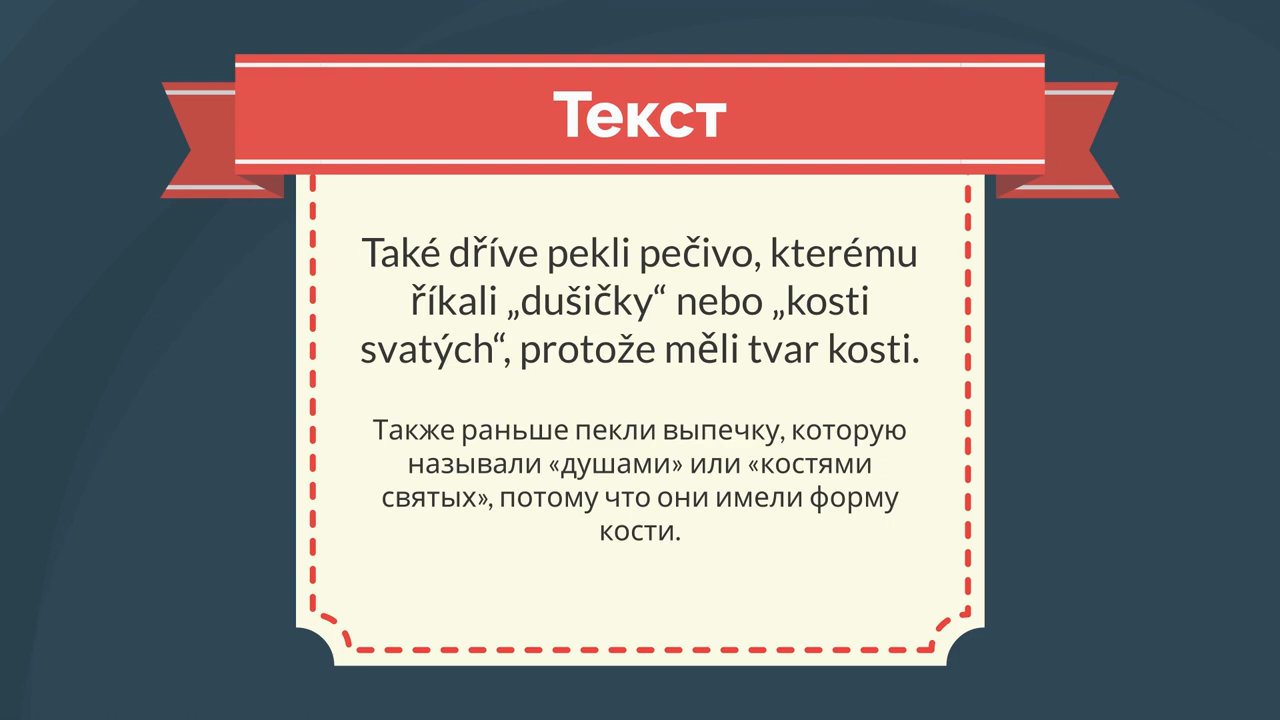 Текст
Také dříve pekli pečivo, kterému
říkali „dušičky“ nebo „kosti
svatých“, protože měli tvar kosti.
Также раньше пекли выпечку, которую
называли «душами» или «костями
святых», потому что они имели форму
кости.